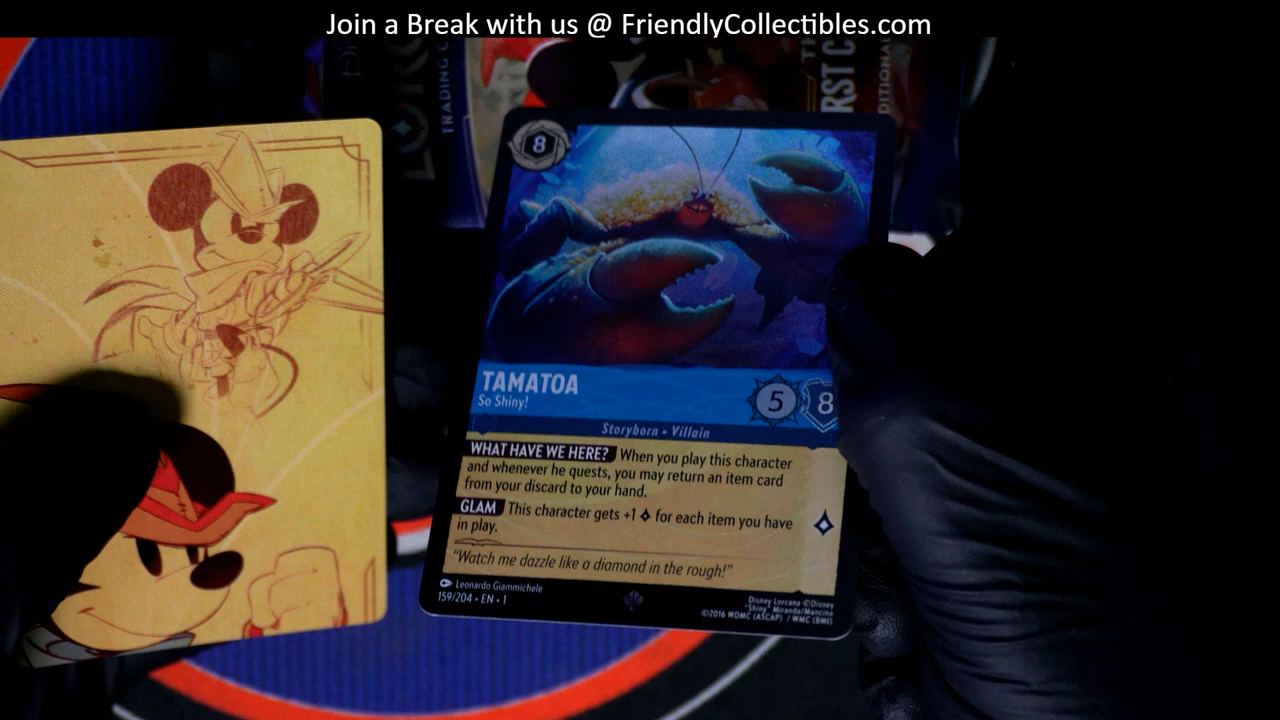 Join a Break with us @ FriendlyCollectibles.com
TRADING C
RST C
DITIONAL
8
TAMATOA
So Shiny!
5 8
Storyborn • Villain
WHAT HAVE WE HERE? When you play this character
and whenever he quests, you may return an item card
from your discard to your hand.
GLAM This character gets +1 for each item you have
in play.
“Watch me dazzle like a diamond in the rough!”
Leonardo Giammichele
159/204 • EN • 1
Disney Lorcana ©Disney
"Shiny" Miranda/Mancina
©2016 WDMC (ASCAP) / WMC (BMI)